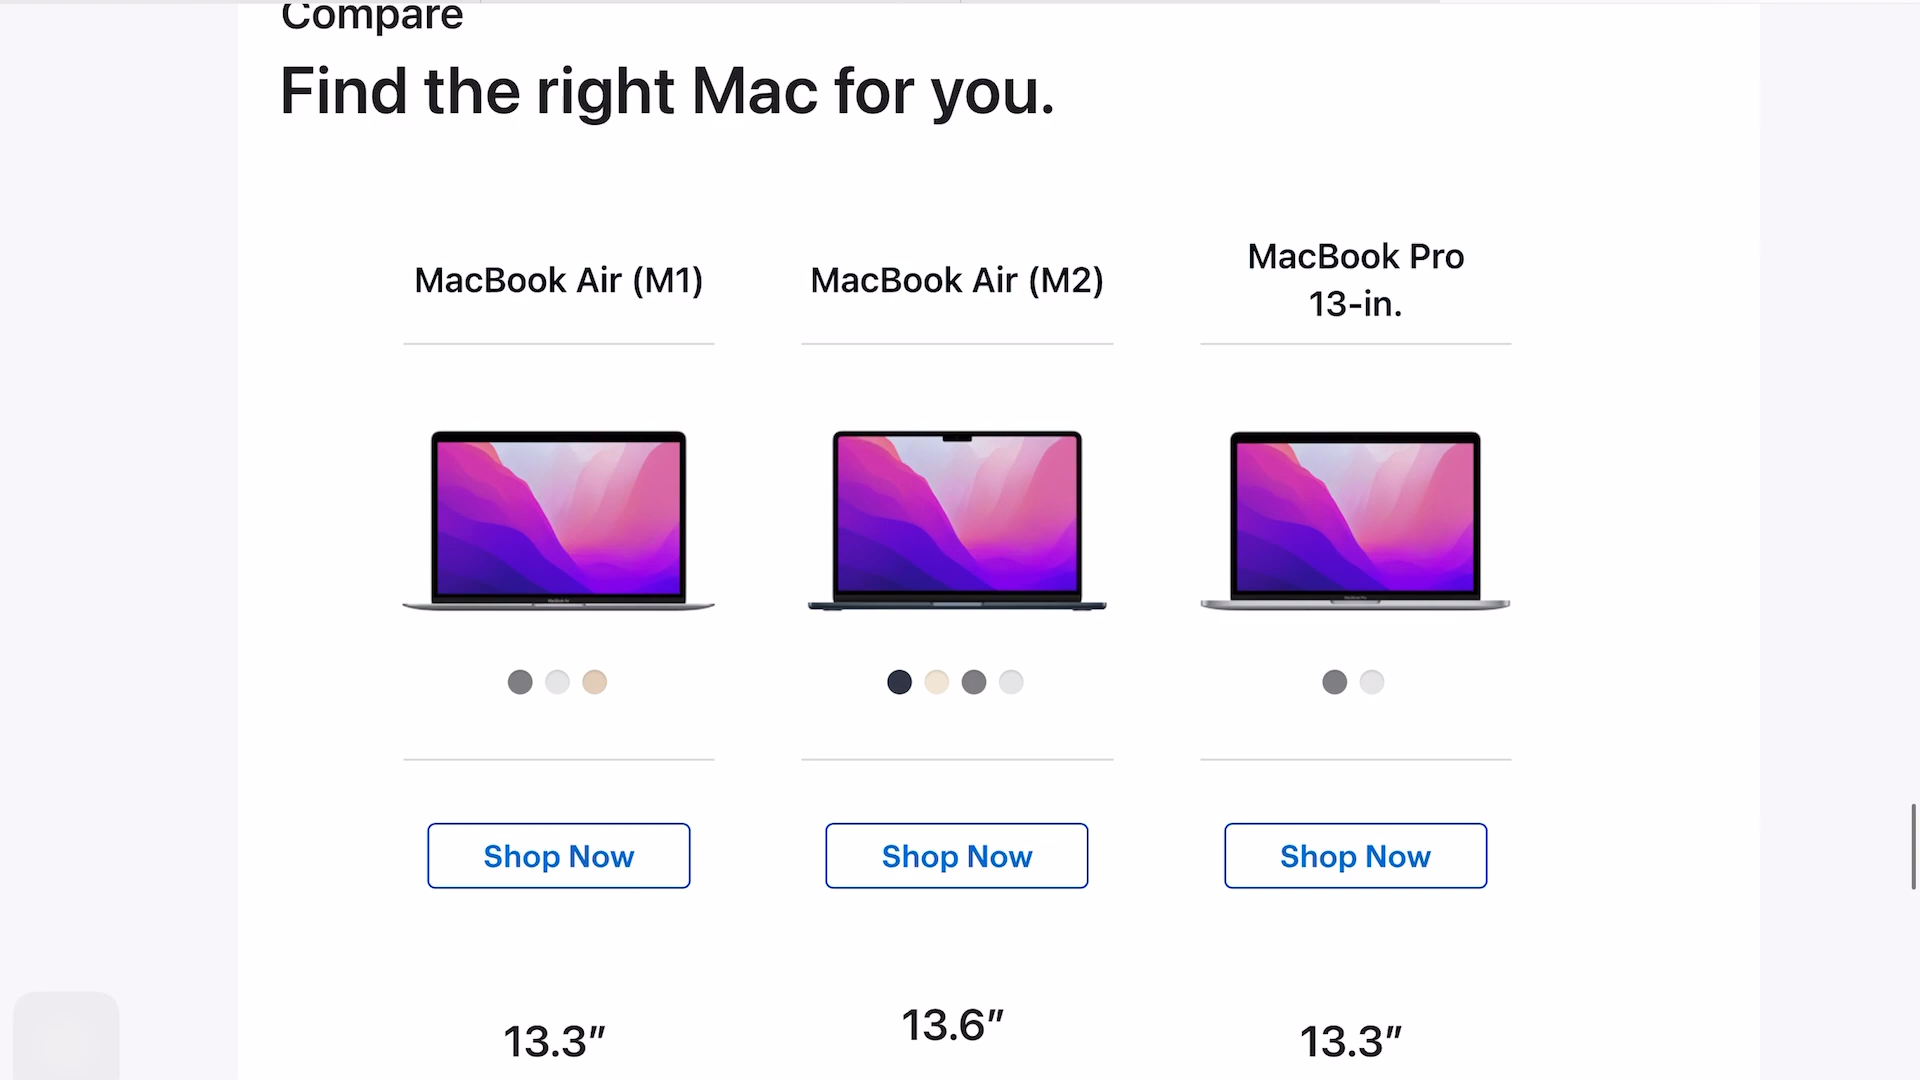 Compare
Find the right Mac for you.
MacBook Air (M1)
MacBook Air (M2)
MacBook Pro
13-in.
Shop Now
Shop Now
Shop Now
13.3″
13.6″
13.3″